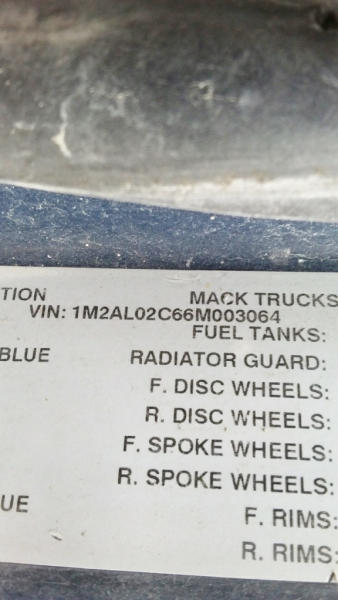 TION MACK TRUCKS
VIN: 1M2AL02C66M003064
FUEL TANKS:
BLUE RADIATOR GUARD:
F. DISC WHEELS:
R. DISC WHEELS:
F. SPOKE WHEELS:
R. SPOKE WHEELS:
UE F. RIMS:
R. RIMS: